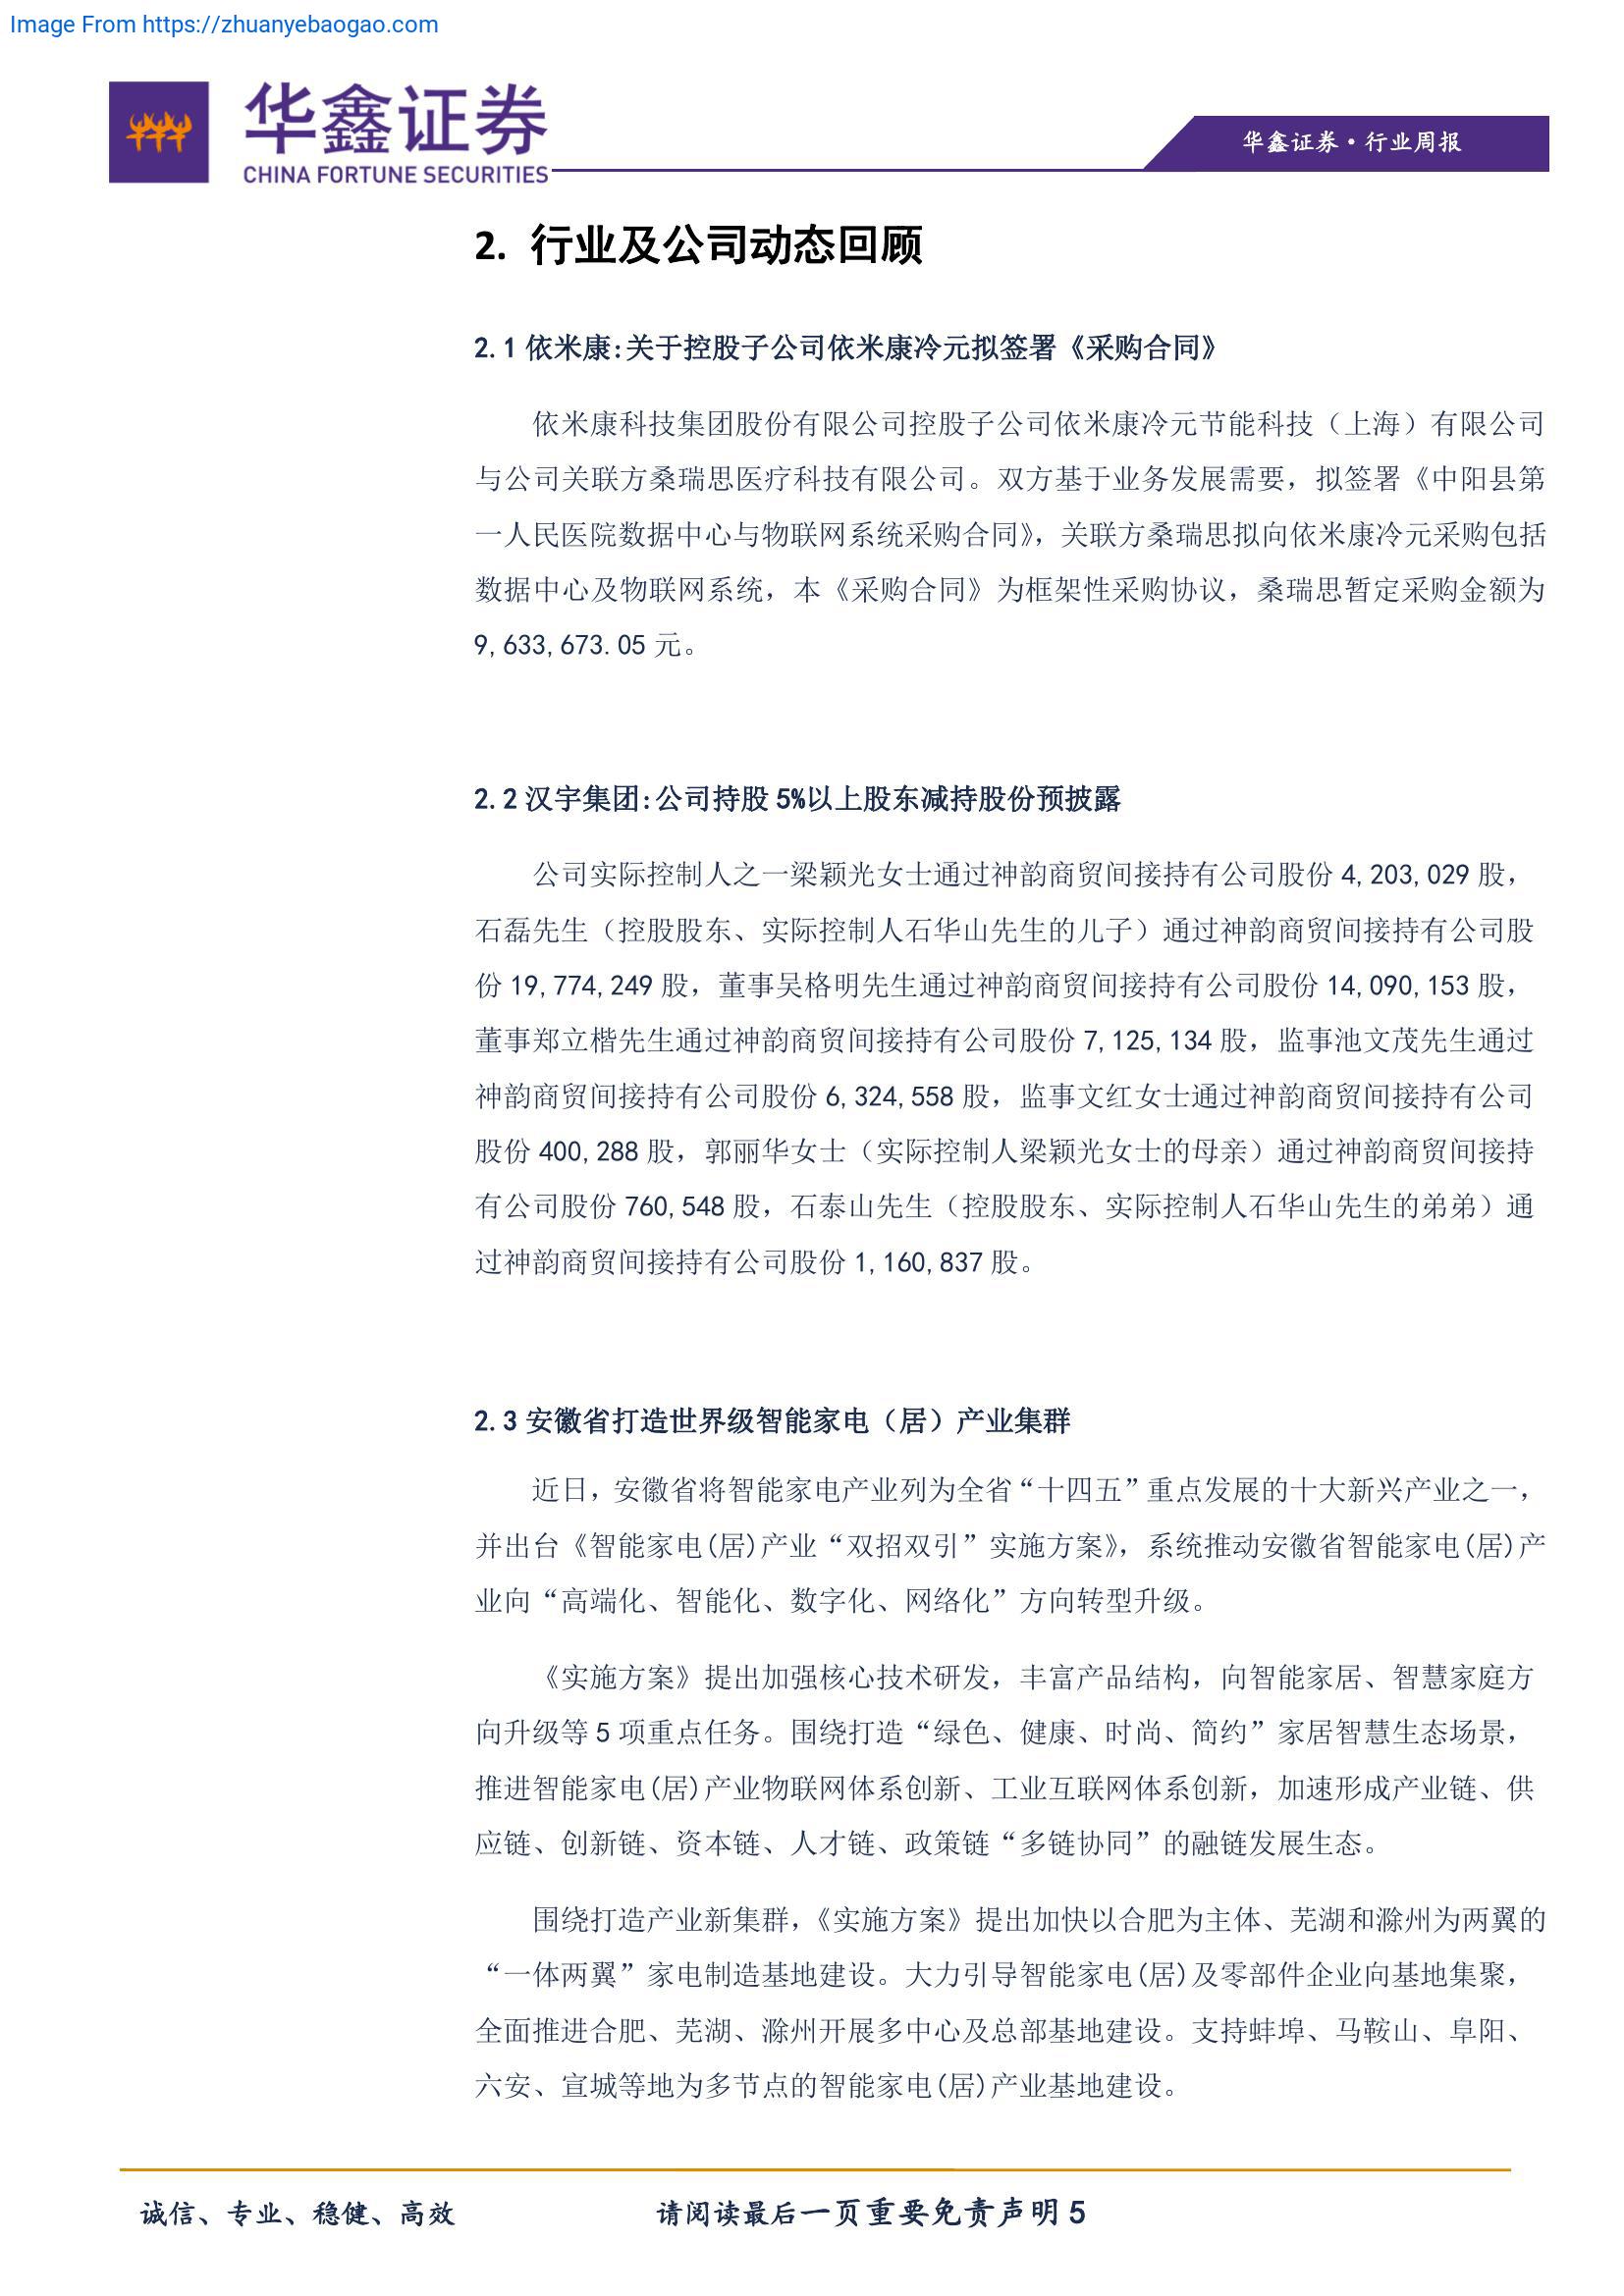 Image From https://zhuanyebaogao.com
华鑫证券
CHINA FORTUNE SECURITIES
华鑫证券·行业周报
2. 行业及公司动态回顾
2.1 依米康:关于控股子公司依米康冷元拟签署《采购合同》
依米康科技集团股份有限公司控股子公司依米康冷元节能科技（上海）有限公司
与公司关联方桑瑞思医疗科技有限公司。双方基于业务发展需要，拟签署《中阳县第
一人民医院数据中心与物联网系统采购合同》，关联方桑瑞思拟向依米康冷元采购包括
数据中心及物联网系统，本《采购合同》为框架性采购协议，桑瑞思暂定采购金额为
9,633,673.05 元。
2.2 汉宇集团:公司持股 5%以上股东减持股份预披露
公司实际控制人之一梁颖光女士通过神韵商贸间接持有公司股份 4,203,029 股，
石磊先生（控股股东、实际控制人石华山先生的儿子）通过神韵商贸间接持有公司股
份 19,774,249 股，董事吴格明先生通过神韵商贸间接持有公司股份 14,090,153 股，
董事郑立楷先生通过神韵商贸间接持有公司股份 7,125,134 股，监事池文茂先生通过
神韵商贸间接持有公司股份 6,324,558 股，监事文红女士通过神韵商贸间接持有公司
股份 400,288 股，郭丽华女士（实际控制人梁颖光女士的母亲）通过神韵商贸间接持
有公司股份 760,548 股，石泰山先生（控股股东、实际控制人石华山先生的弟弟）通
过神韵商贸间接持有公司股份 1,160,837 股。
2.3 安徽省打造世界级智能家电（居）产业集群
近日，安徽省将智能家电产业列为全省“十四五”重点发展的十大新兴产业之一，
并出台《智能家电(居)产业“双招双引”实施方案》，系统推动安徽省智能家电(居)产
业向“高端化、智能化、数字化、网络化”方向转型升级。
《实施方案》提出加强核心技术研发，丰富产品结构，向智能家居、智慧家庭方
向升级等 5 项重点任务。围绕打造“绿色、健康、时尚、简约”家居智慧生态场景，
推进智能家电(居)产业物联网体系创新、工业互联网体系创新，加速形成产业链、供
应链、创新链、资本链、人才链、政策链“多链协同”的融链发展生态。
围绕打造产业新集群，《实施方案》提出加快以合肥为主体、芜湖和滁州为两翼的
“一体两翼”家电制造基地建设。大力引导智能家电(居)及零部件企业向基地集聚，
全面推进合肥、芜湖、滁州开展多中心及总部基地建设。支持蚌埠、马鞍山、阜阳、
六安、宣城等地为多节点的智能家电(居)产业基地建设。
诚信、专业、稳健、高效
请阅读最后一页重要免责声明 5